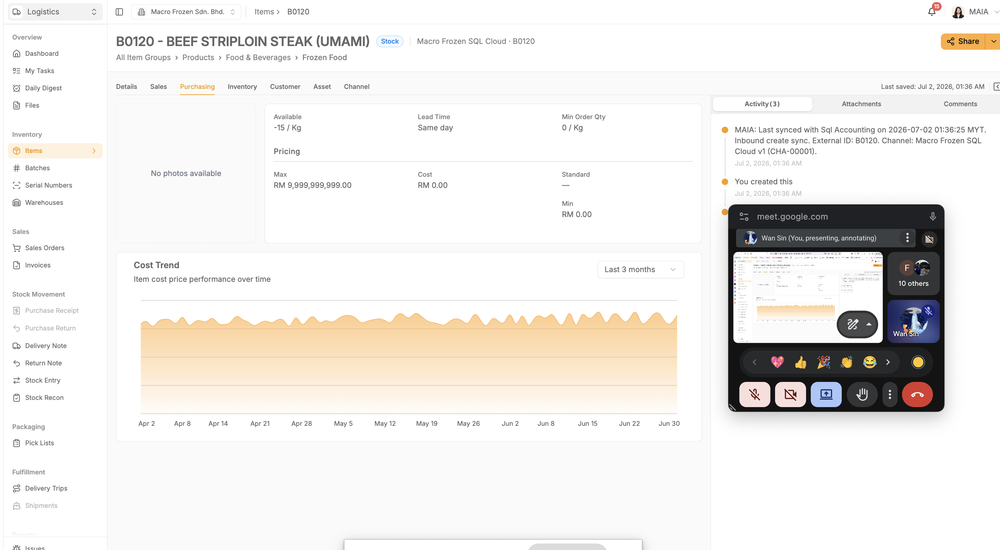 Logistics
Macro Frozen Sdn. Bhd.
Items
B0120
15
MAIA
Overview
Dashboard
My Tasks
Daily Digest
Files
Inventory
Items
Batches
Serial Numbers
Warehouses
Sales
Sales Orders
Invoices
Stock Movement
Purchase Receipt
Purchase Return
Delivery Note
Return Note
Stock Entry
Stock Recon
Packaging
Pick Lists
Fulfillment
Delivery Trips
Shipments
Reports
Issues
B0120 - BEEF STRIPLOIN STEAK (UMAMI)
Stock
Macro Frozen SQL Cloud · B0120
Share
All Item Groups › Products › Food & Beverages › Frozen Food
Details Sales Purchasing Inventory Customer Asset Channel
Last saved: Jul 2, 2026, 01:36 AM
No photos available
Available
-15 / Kg
Lead Time
Same day
Min Order Qty
0 / Kg
Pricing
Max
RM 9,999,999,999.00
Cost
RM 0.00
Standard
—
Min
RM 0.00
Cost Trend
Item cost price performance over time
Last 3 months
Apr 2 Apr 8 Apr 14 Apr 21 Apr 28 May 5 May 12 May 19 May 26 Jun 2 Jun 8 Jun 15 Jun 22 Jun 30
Activity(3)
Attachments
Comments
MAIA: Last synced with Sql Accounting on 2026-07-02 01:36:25 MYT.
Inbound create sync. External ID: B0120. Channel: Macro Frozen SQL
Cloud v1 (CHA-00001).
Jul 2, 2026, 01:36 AM
You created this
Jul 2, 2026, 01:36 AM
meet.google.com
Wan Sin (You, presenting, annotating)
B0120 - BEEF STRIPLOIN STEAK (UMAMI)
F
10 others
Wan Sin